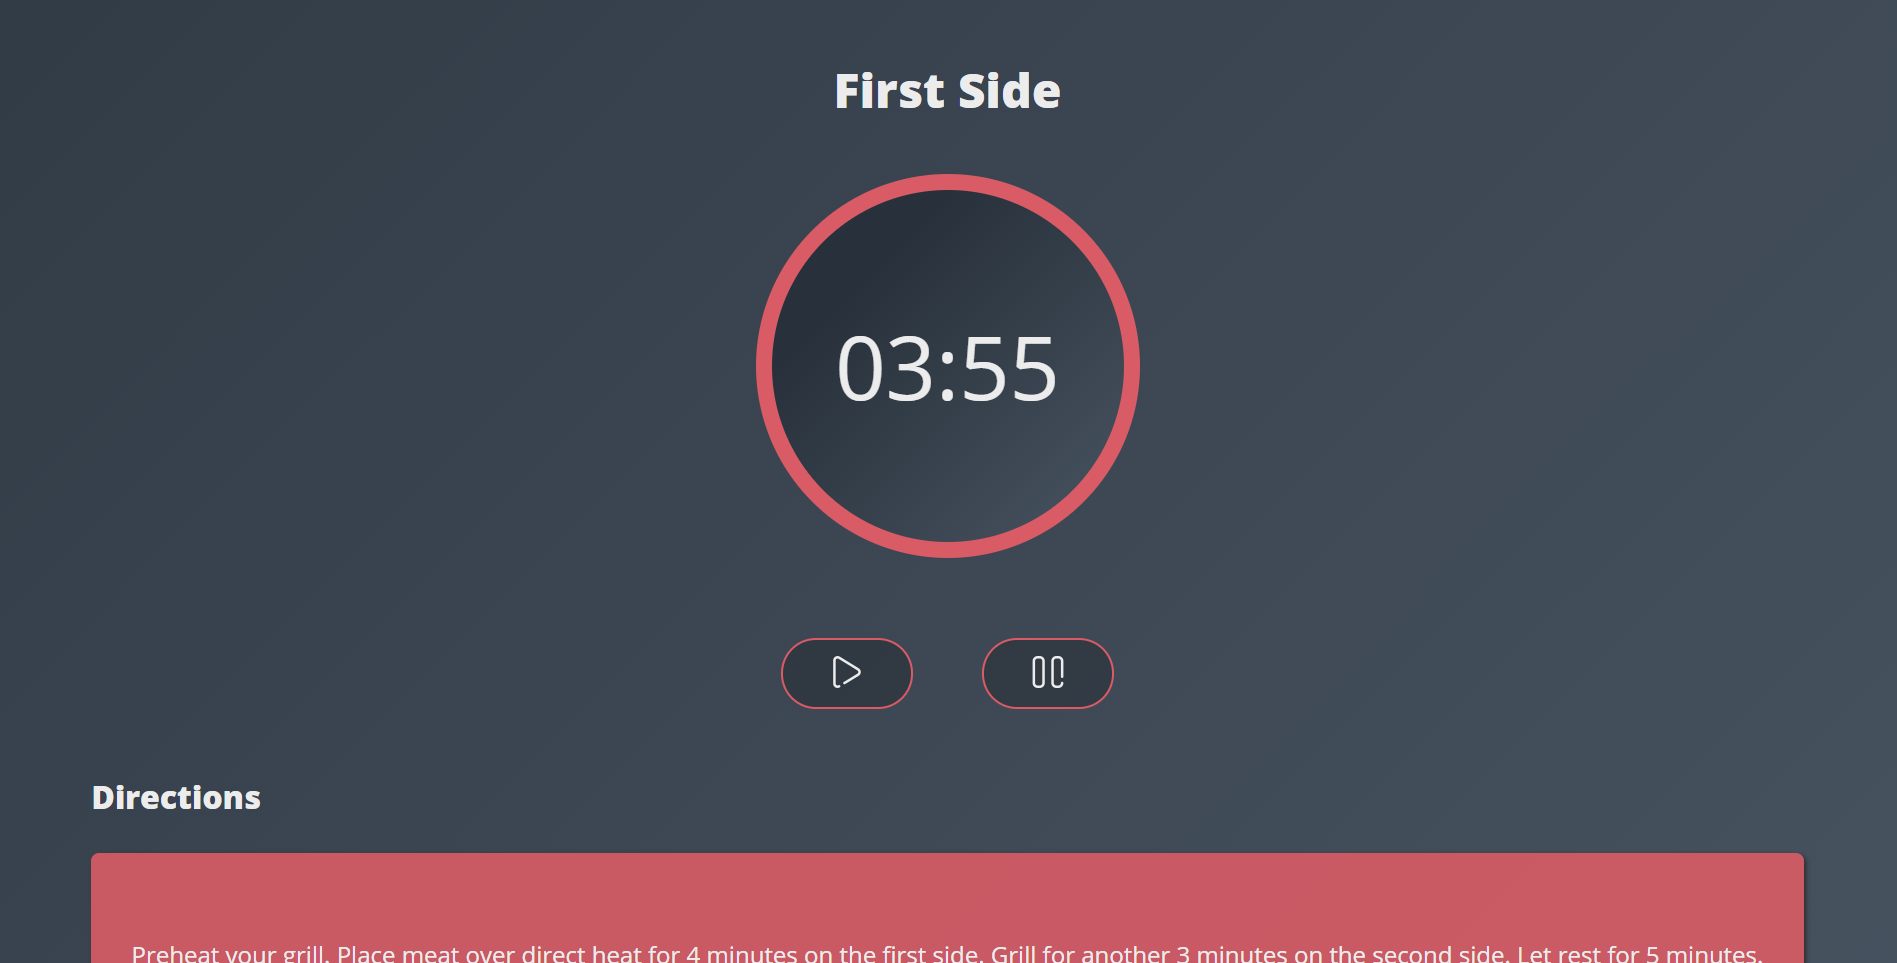 First Side
03:55
Directions
Preheat your grill. Place meat over direct heat for 4 minutes on the first side. Grill for another 3 minutes on the second side. Let rest for 5 minutes.